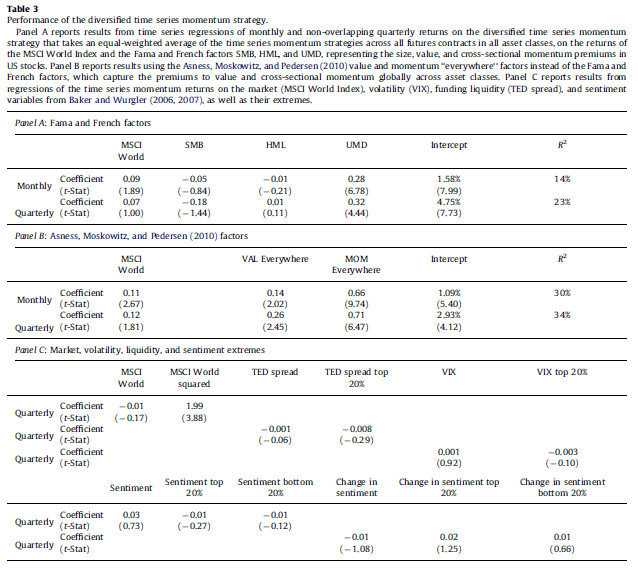 Table 3
Performance of the diversified time series momentum strategy.
Panel A reports results from time series regressions of monthly and non-overlapping quarterly returns on the diversified time series momentum
strategy that takes an equal-weighted average of the time series momentum strategies across all futures contracts in all asset classes, on the returns of
the MSCI World Index and the Fama and French factors SMB, HML, and UMD, representing the size, value, and cross-sectional momentum premiums in
US stocks. Panel B reports results using the Asness, Moskowitz, and Pedersen (2010) value and momentum “everywhere” factors instead of the Fama and
French factors, which capture the premiums to value and cross-sectional momentum globally across asset classes. Panel C reports results from
regressions of the time series momentum returns on the market (MSCI World Index), volatility (VIX), funding liquidity (TED spread), and sentiment
variables from Baker and Wurgler (2006, 2007), as well as their extremes.
Panel A: Fama and French factors
MSCI World SMB HML UMD Intercept R²
Monthly Coefficient 0.09 −0.05 −0.01 0.28 1.58% 14%
(t-Stat) (1.89) (−0.84) (−0.21) (6.78) (7.99)
Coefficient 0.07 −0.18 0.01 0.32 4.75% 23%
Quarterly (t-Stat) (1.00) (−1.44) (0.11) (4.44) (7.73)
Panel B: Asness, Moskowitz, and Pedersen (2010) factors
MSCI World VAL Everywhere MOM Everywhere Intercept R²
Monthly Coefficient 0.11 0.14 0.66 1.09% 30%
(t-Stat) (2.67) (2.02) (9.74) (5.40)
Coefficient 0.12 0.26 0.71 2.93% 34%
Quarterly (t-Stat) (1.81) (2.45) (6.47) (4.12)
Panel C: Market, volatility, liquidity, and sentiment extremes
MSCI World MSCI World squared TED spread TED spread top 20% VIX VIX top 20%
Quarterly Coefficient −0.01 1.99
(t-Stat) (−0.17) (3.88)
Quarterly Coefficient −0.001 −0.008
(t-Stat) (−0.06) (−0.29)
Quarterly Coefficient 0.001 −0.003
(t-Stat) (0.92) (−0.10)
Sentiment Sentiment top 20% Sentiment bottom 20% Change in sentiment Change in sentiment top 20% Change in sentiment bottom 20%
Quarterly Coefficient 0.03 −0.01 −0.01
(t-Stat) (0.73) (−0.27) (−0.12)
Quarterly Coefficient −0.01 0.02 0.01
(t-Stat) (−1.08) (1.25) (0.66)